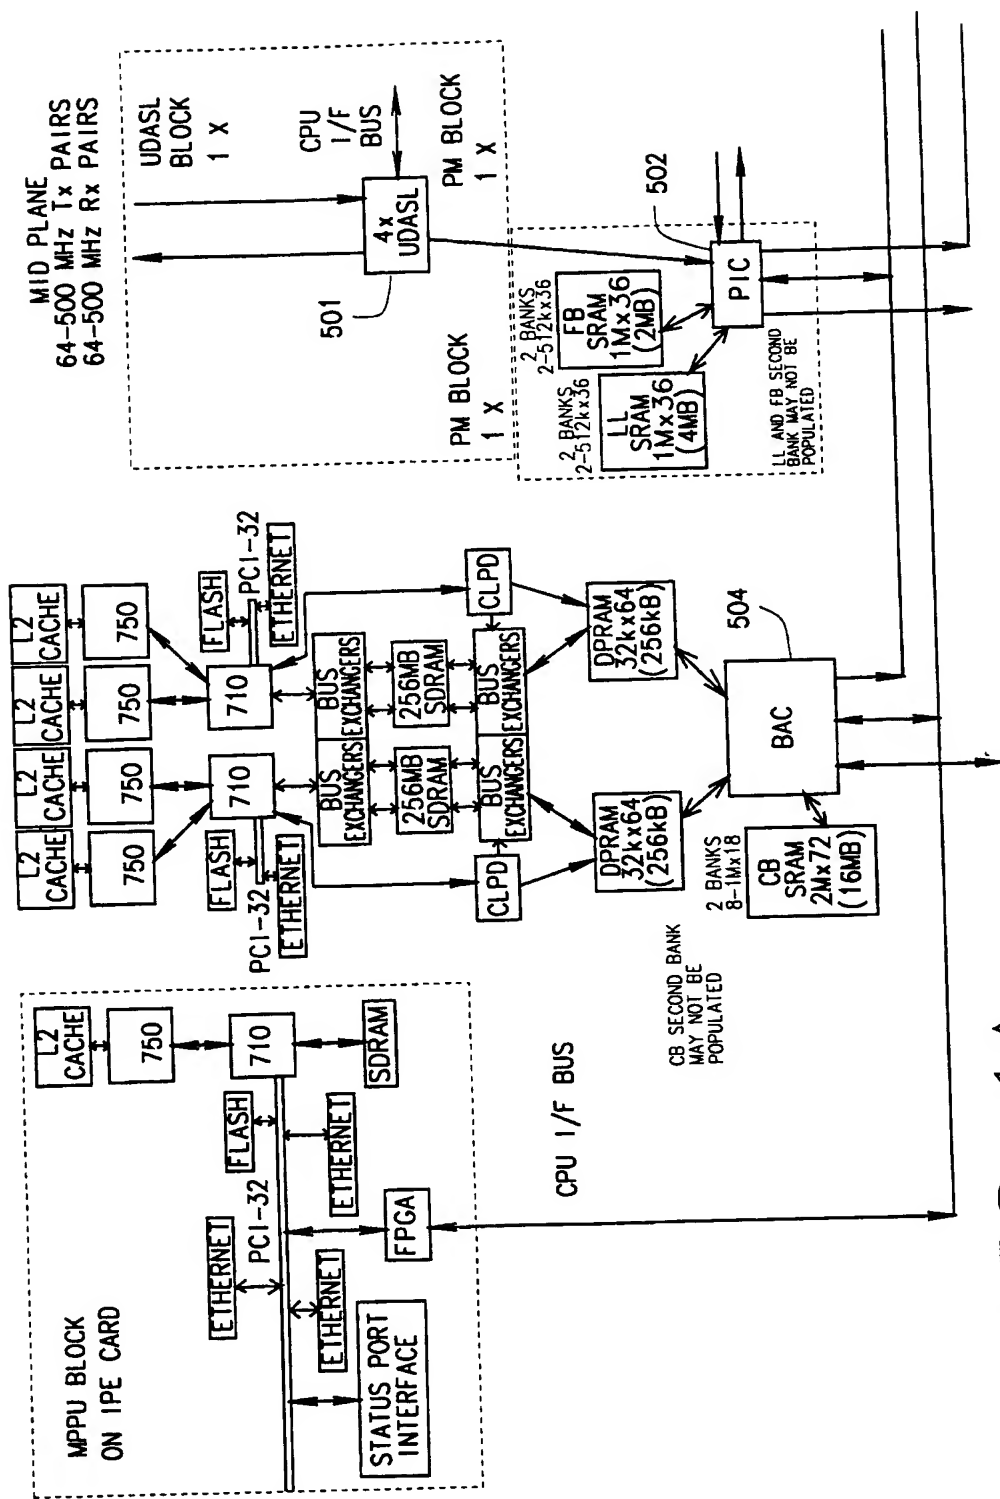 MPPU BLOCK
ON IPE CARD
L2
CACHE
750
710
SDRAM
FLASH
ETHERNET
PCI-32
ETHERNET
FPGA
ETHERNET
STATUS PORT
INTERFACE
CPU I/F BUS
L2
CACHE
L2
CACHE
L2
CACHE
L2
CACHE
750
750
750
750
710
710
FLASH
PCI-32
ETHERNET
FLASH
PCI-32
ETHERNET
BUS
EXCHANGERS
BUS
EXCHANGERS
256MB
SDRAM
256MB
SDRAM
BUS
EXCHANGERS
BUS
EXCHANGERS
CLPD
CLPD
DPRAM
32kx64
(256kB)
DPRAM
32kx64
(256kB)
BAC
504
2 BANKS
8-1Mx18
CB
SRAM
2Mx72
(16MB)
CB SECOND BANK
MAY NOT BE
POPULATED
MID PLANE
64-500 MHz Tx PAIRS
64-500 MHz Rx PAIRS
UDASL
BLOCK
1 X
CPU
I/F
BUS
4x
UDASL
501
PM BLOCK
1 X
PM BLOCK
1 X
2 BANKS
2-512kx36
FB
SRAM
1Mx36
(2MB)
2 BANKS
2-512kx36
LL
SRAM
1Mx36
(4MB)
PIC
502
LL AND FB SECOND
BANK MAY NOT BE
POPULATED